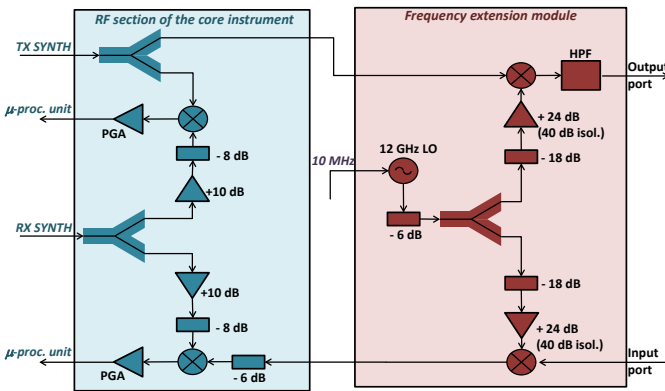 RF section of the core instrument
Frequency extension module
TX SYNTH
HPF
Output
port
μ-proc. unit
PGA
+ 24 dB
(40 dB isol.)
12 GHz LO
- 8 dB
10 MHz
- 18 dB
+10 dB
RX SYNTH
- 6 dB
- 18 dB
+10 dB
- 8 dB
+ 24 dB
(40 dB isol.)
μ-proc. unit
Input
port
PGA
- 6 dB